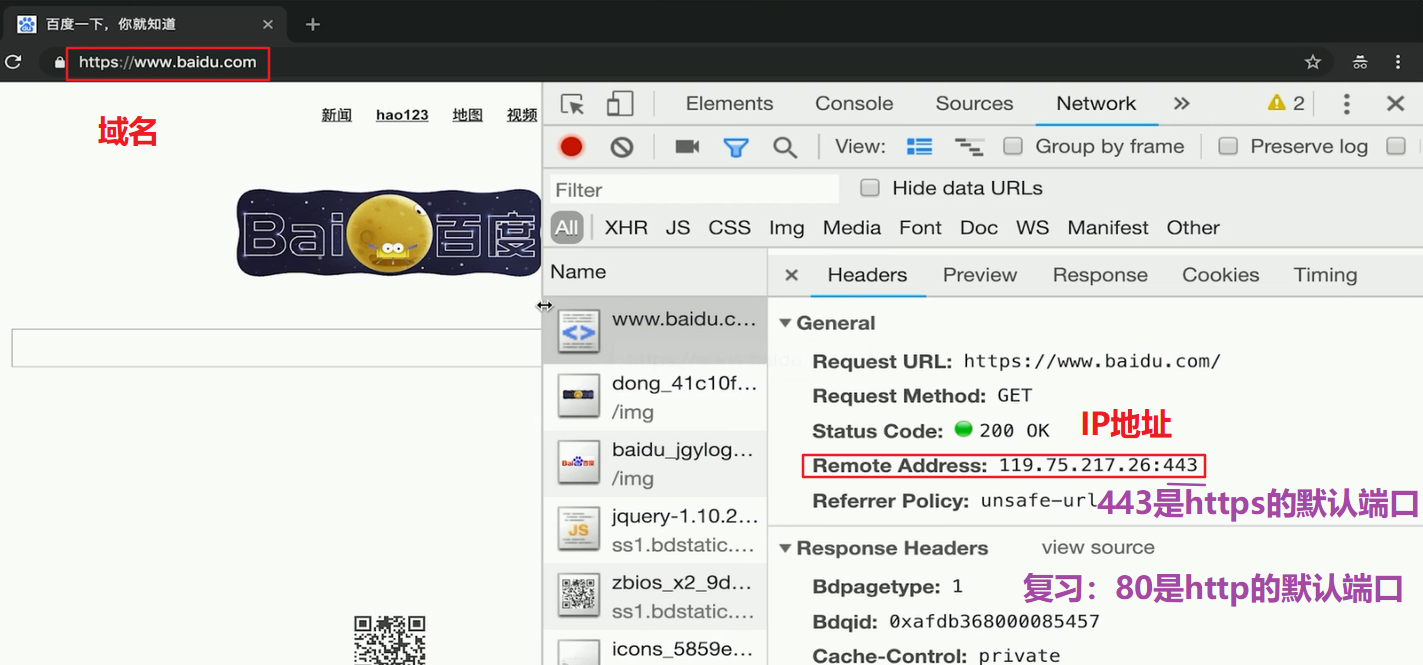 百度一下，你就知道
https://www.baidu.com
域名
新闻 hao123 地图 视频
Bai 百度
Elements Console Sources Network 2
View: Group by frame Preserve log
Filter Hide data URLs
All XHR JS CSS Img Media Font Doc WS Manifest Other
Name
Headers Preview Response Cookies Timing
www.baidu.c...
dong_41c10f...
/img
baidu_jgylog...
/img
jquery-1.10.2...
ss1.bdstatic....
zbios_x2_9d...
ss1.bdstatic....
icons_5859e...
General
Request URL: https://www.baidu.com/
Request Method: GET
Status Code: 200 OK
IP地址
Remote Address: 119.75.217.26:443
Referrer Policy: unsafe-url
443是https的默认端口
Response Headers view source
Bdpagetype: 1
复习：80是http的默认端口
Bdqid: 0xafdb368000085457
Cache-Control: private